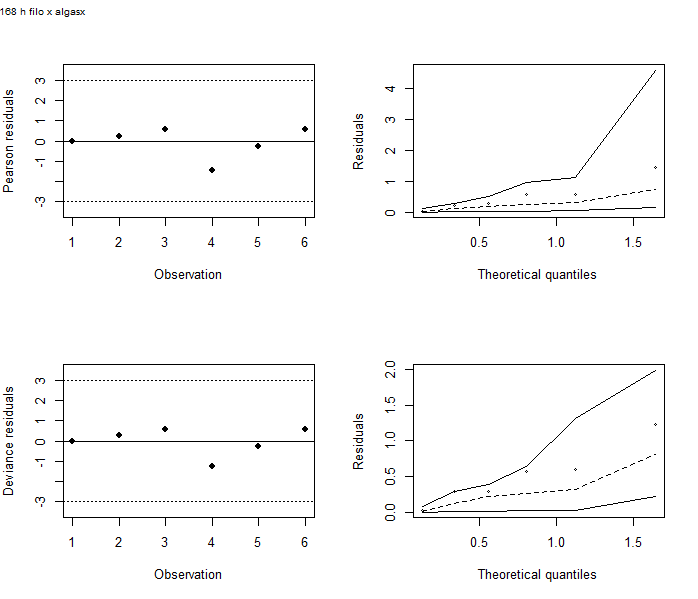 168 h filo x algasx
Pearson residuals
3
2
1
0
-1
-3
1 2 3 4 5 6
Observation
Residuals
4
3
2
1
0
0.5 1.0 1.5
Theoretical quantiles
Deviance residuals
3
2
1
0
-1
-3
1 2 3 4 5 6
Observation
Residuals
2.0
1.5
1.0
0.5
0.0
0.5 1.0 1.5
Theoretical quantiles